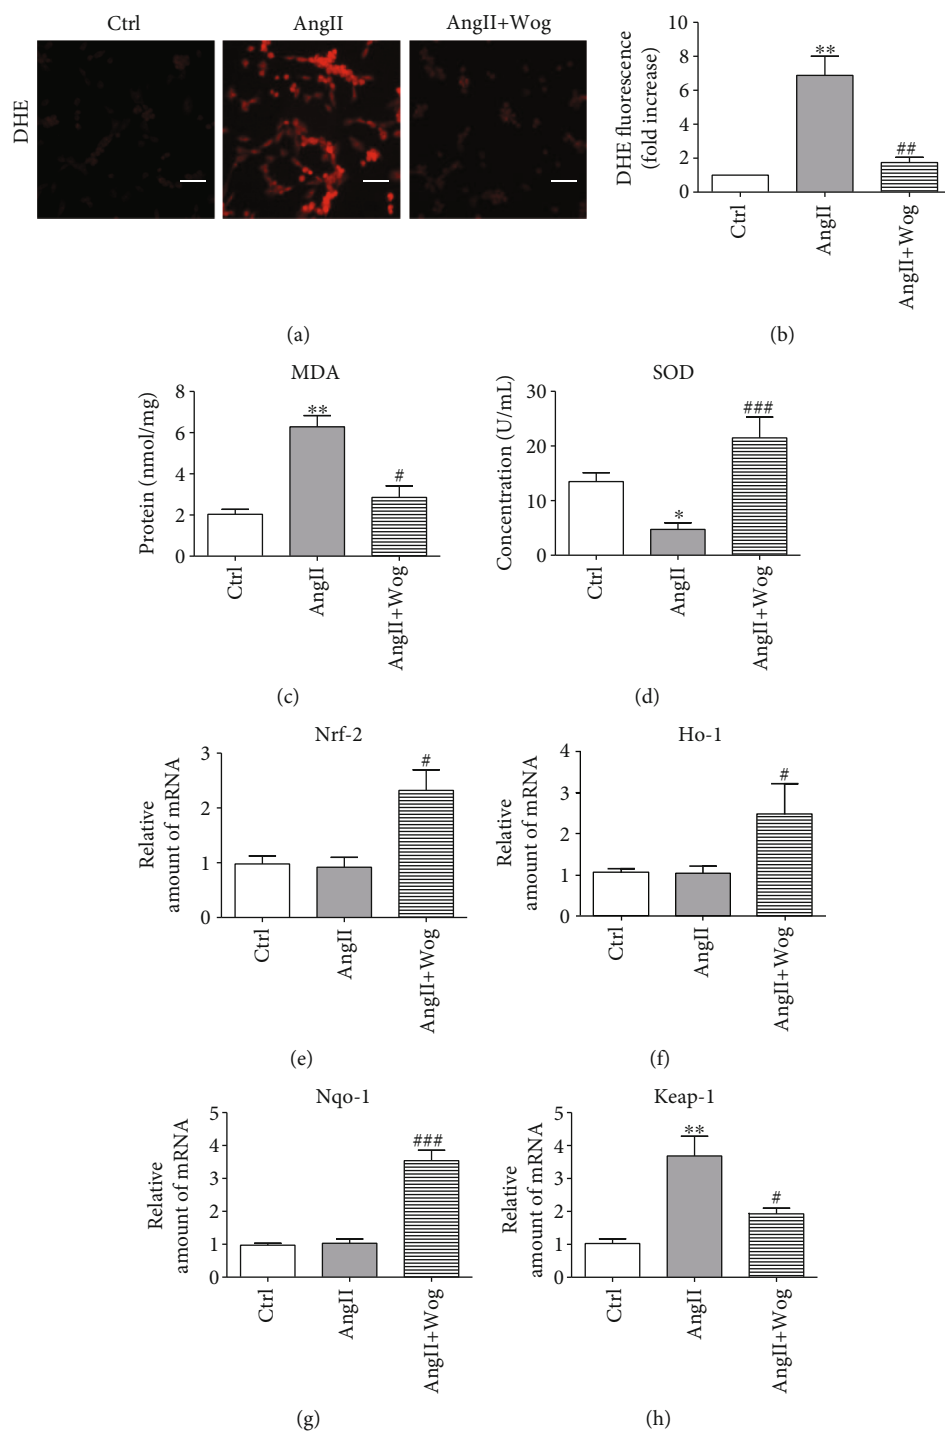 Ctrl
AngII
AngII+Wog
DHE
(a)
DHE fluorescence
(fold increase)
10
8
6
4
2
0
**
##
Ctrl
AngII
AngII+Wog
(b)
MDA
Protein (nmol/mg)
8
6
4
2
0
**
#
Ctrl
AngII
AngII+Wog
(c)
SOD
Concentration (U/mL)
30
20
10
0
*
###
Ctrl
AngII
AngII+Wog
(d)
Nrf-2
Relative
amount of mRNA
3
2
1
0
#
Ctrl
AngII
AngII+Wog
(e)
Ho-1
Relative
amount of mRNA
4
3
2
1
0
#
Ctrl
AngII
AngII+Wog
(f)
Nqo-1
Relative
amount of mRNA
5
4
3
2
1
0
###
Ctrl
AngII
AngII+Wog
(g)
Keap-1
Relative
amount of mRNA
5
4
3
2
1
0
**
#
Ctrl
AngII
AngII+Wog
(h)